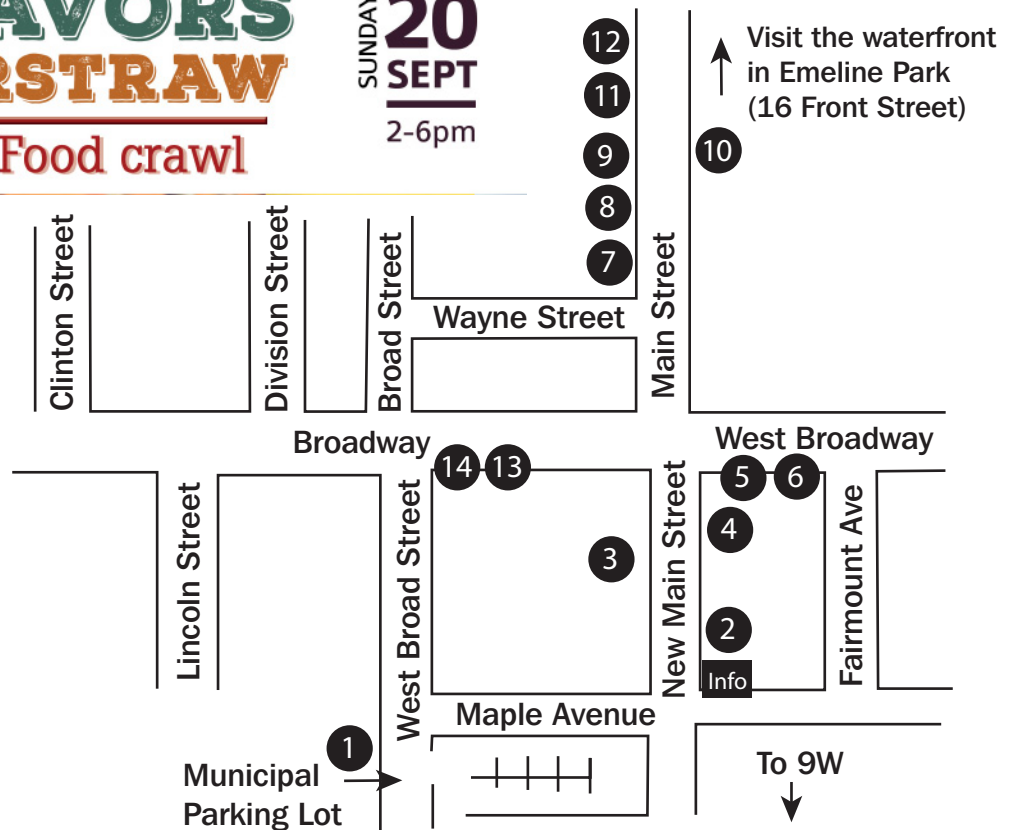 AVORS
RSTRAW
Food crawl
SUNDAY
20
SEPT
2-6pm
12
11
9
8
7
10
Visit the waterfront
in Emeline Park
(16 Front Street)
Clinton Street
Division Street
Broad Street
Wayne Street
Main Street
Broadway
West Broadway
14
13
5
6
4
3
2
Info
Lincoln Street
West Broad Street
New Main Street
Fairmount Ave
Maple Avenue
1
Municipal
Parking Lot
To 9W